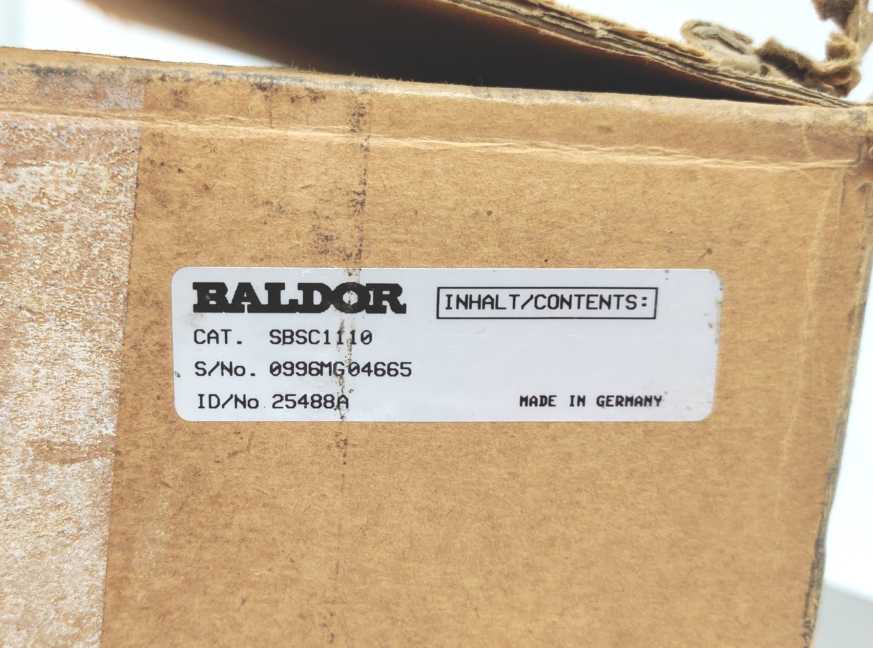 BALDOR INHALT/CONTENTS:
CAT. SBSC1110
S/No. 0996MG04665
ID/No 25488A MADE IN GERMANY